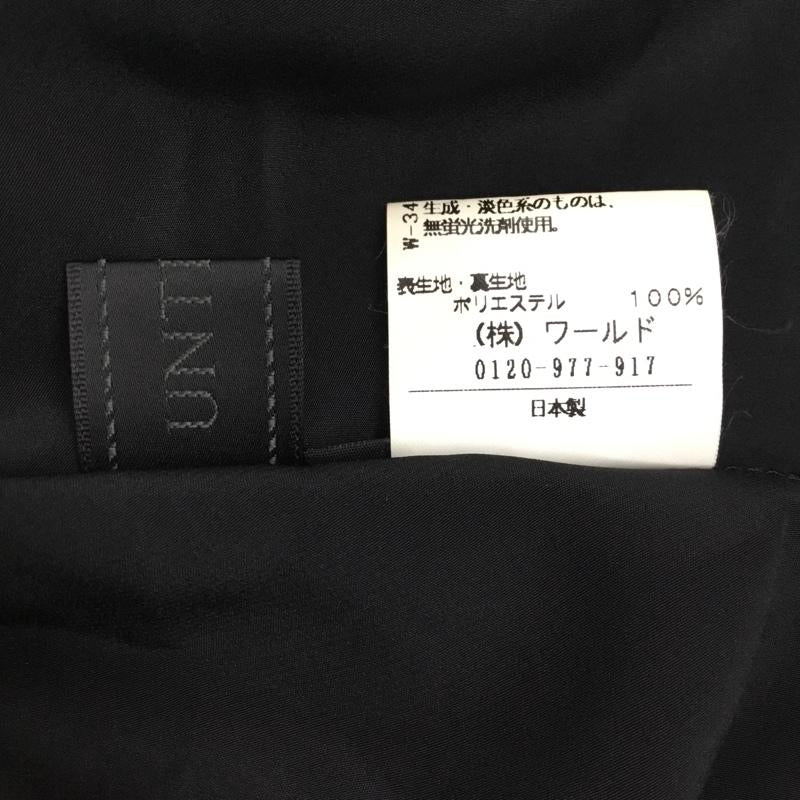 UNTI
W-34
生成・淡色系のものは、
無蛍光洗剤使用。
表生地・裏生地
ポリエステル 100%
(株) ワールド
0120-977-917
日本製